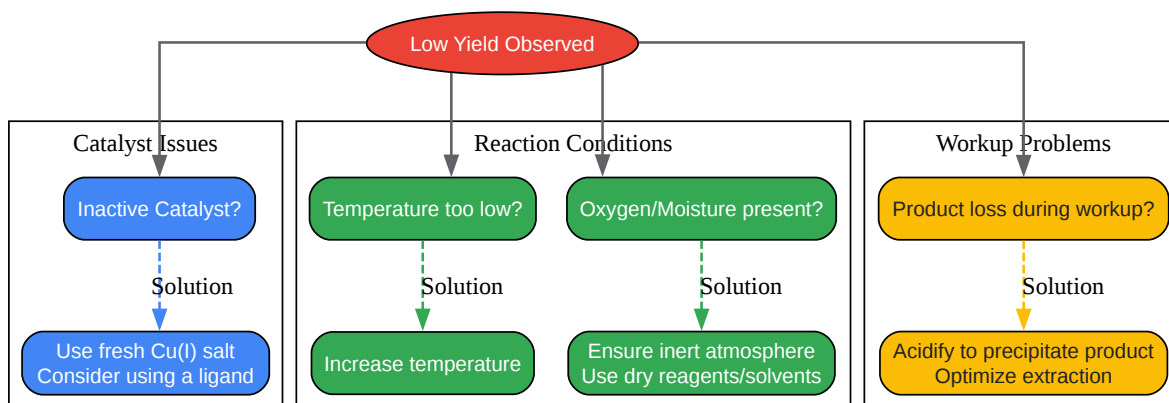 Low Yield Observed
Catalyst Issues
Reaction Conditions
Workup Problems
Inactive Catalyst?
Temperature too low?
Oxygen/Moisture present?
Product loss during workup?
Solution
Solution
Solution
Solution
Use fresh Cu(I) salt
Consider using a ligand
Increase temperature
Ensure inert atmosphere
Use dry reagents/solvents
Acidify to precipitate product
Optimize extraction